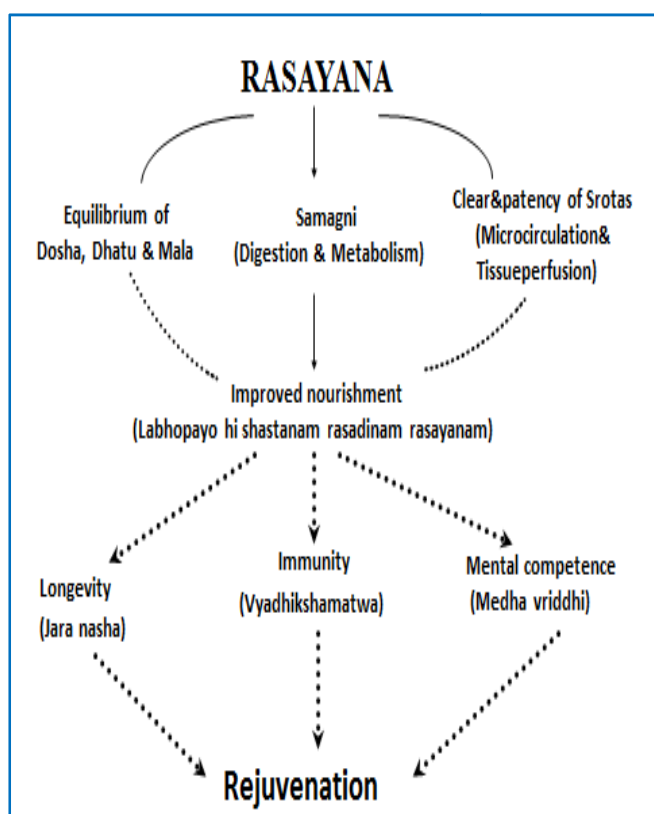 RASAYANA
Equilibrium of
Dosha, Dhatu & Mala
Samagni
(Digestion & Metabolism)
Clear&patency of Srotas
(Microcirculation&
Tissueperfusion)
Improved nourishment
(Labhopayo hi shastanam rasadinam rasayanam)
Longevity
(Jara nasha)
Immunity
(Vyadhikshamatwa)
Mental competence
(Medha vriddhi)
Rejuvenation